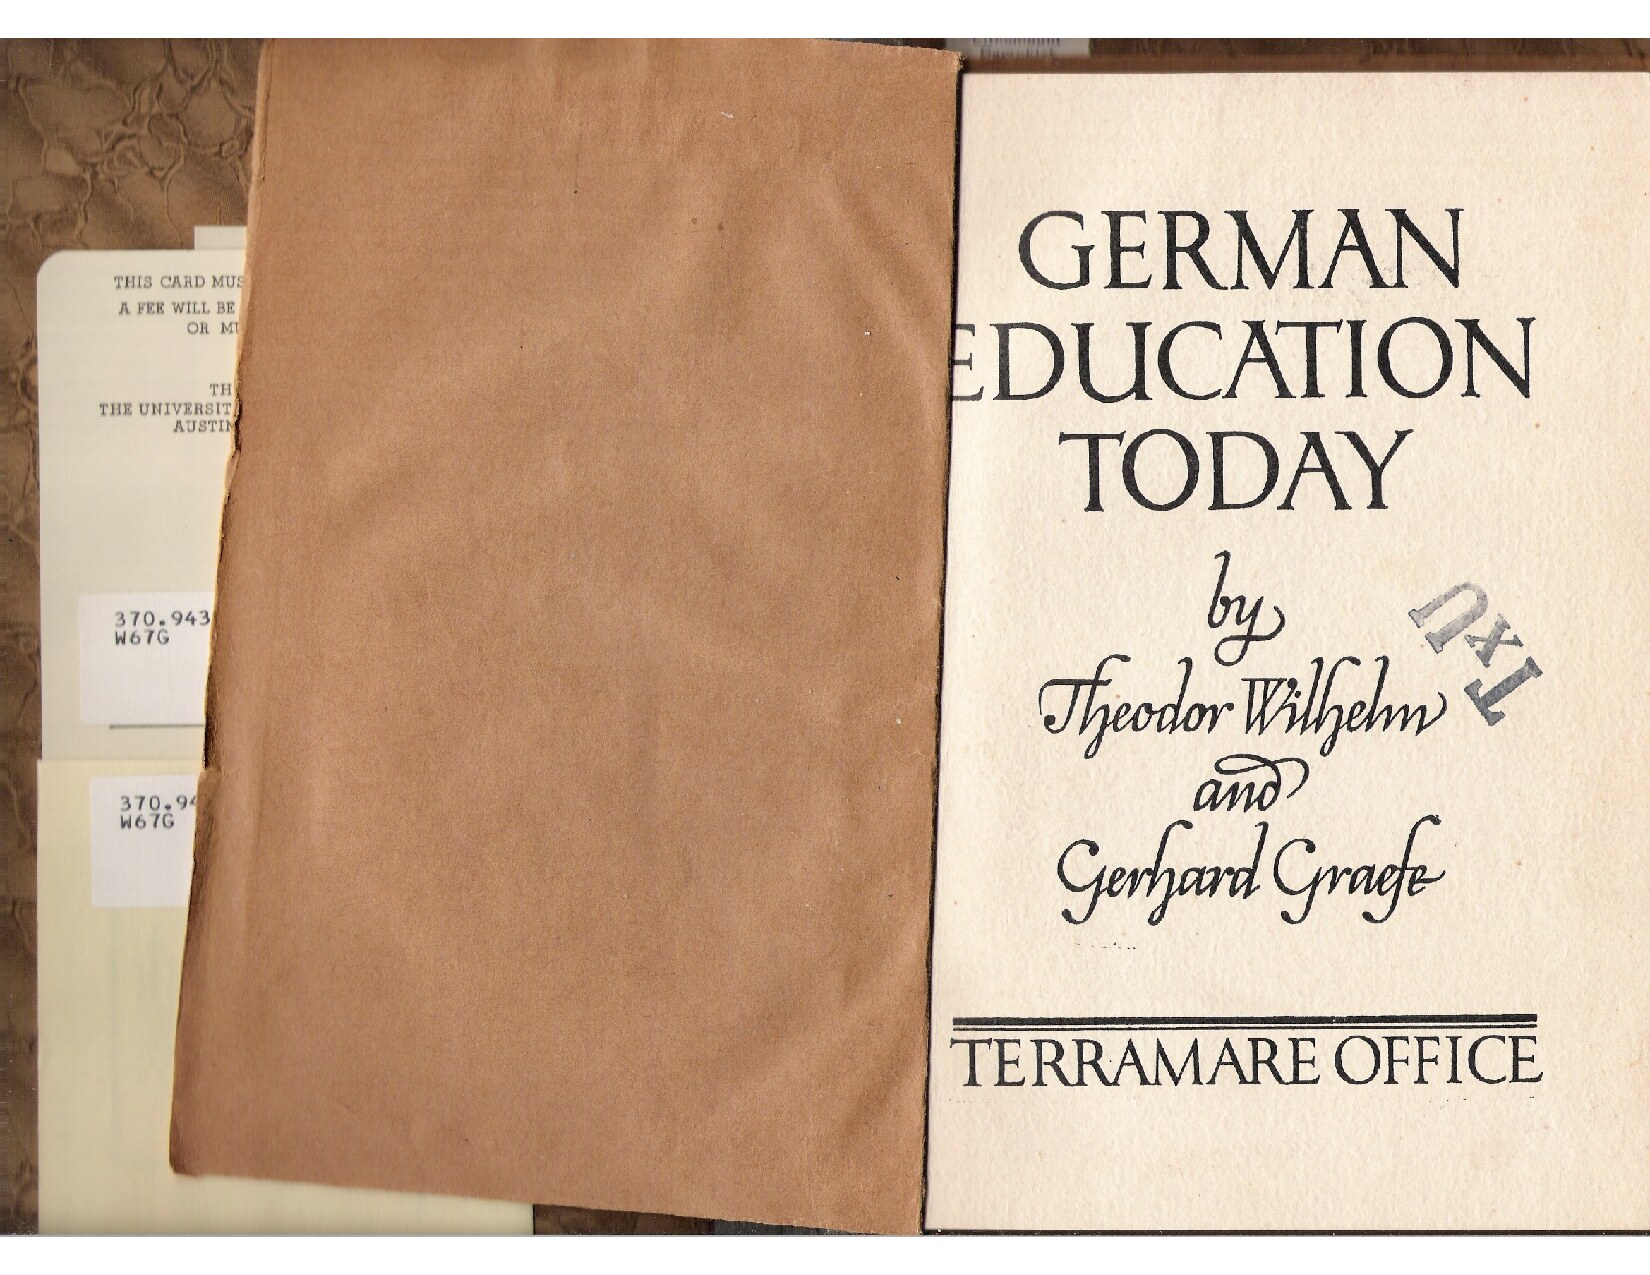 THIS CARD MUS
A FEE WILL BE
OR MU
TH
THE UNIVERSIT
AUSTIN
370.943
W67G
370.94
W67G
GERMAN
EDUCATION
TODAY
by
Theodor Wilhelm
and
Gerhard Graefe
TxU
TERRAMARE OFFICE